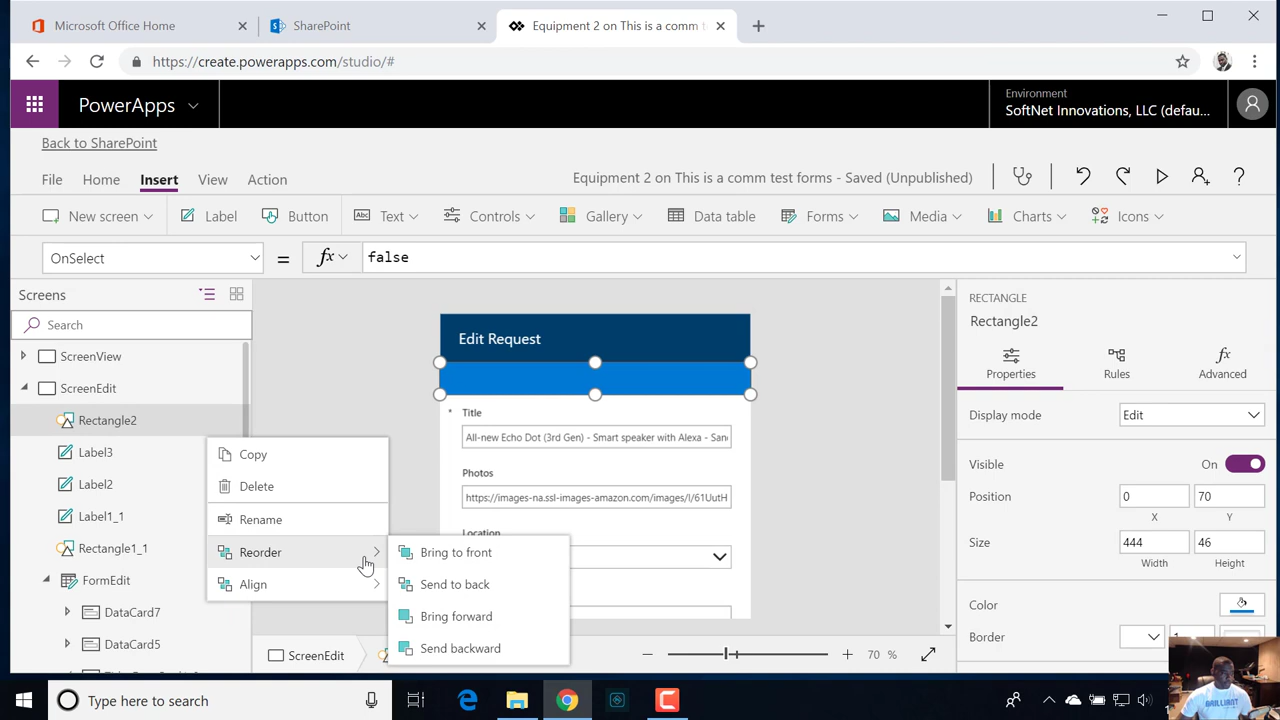 Microsoft Office Home
SharePoint
Equipment 2 on This is a comm t
https://create.powerapps.com/studio/#
PowerApps
Environment
SoftNet Innovations, LLC (defau...
Back to SharePoint
File Home Insert View Action
Equipment 2 on This is a comm test forms - Saved (Unpublished)
New screen Label Button Text Controls Gallery Data table Forms Media Charts Icons
OnSelect = fx false
Screens
Search
ScreenView
ScreenEdit
Rectangle2
Label3
Label2
Label1_1
Rectangle1_1
FormEdit
DataCard7
DataCard5
Copy
Delete
Rename
Reorder
Align
Bring to front
Send to back
Bring forward
Send backward
Edit Request
* Title
All-new Echo Dot (3rd Gen) - Smart speaker with Alexa - San
Photos
https://images-na.ssl-images-amazon.com/images/I/61UutH
Location
ScreenEdit
70 %
RECTANGLE
Rectangle2
Properties Rules Advanced
Display mode Edit
Visible On
Position 0 70
X Y
Size 444 46
Width Height
Color
Border
Type here to search
BRILLIANT